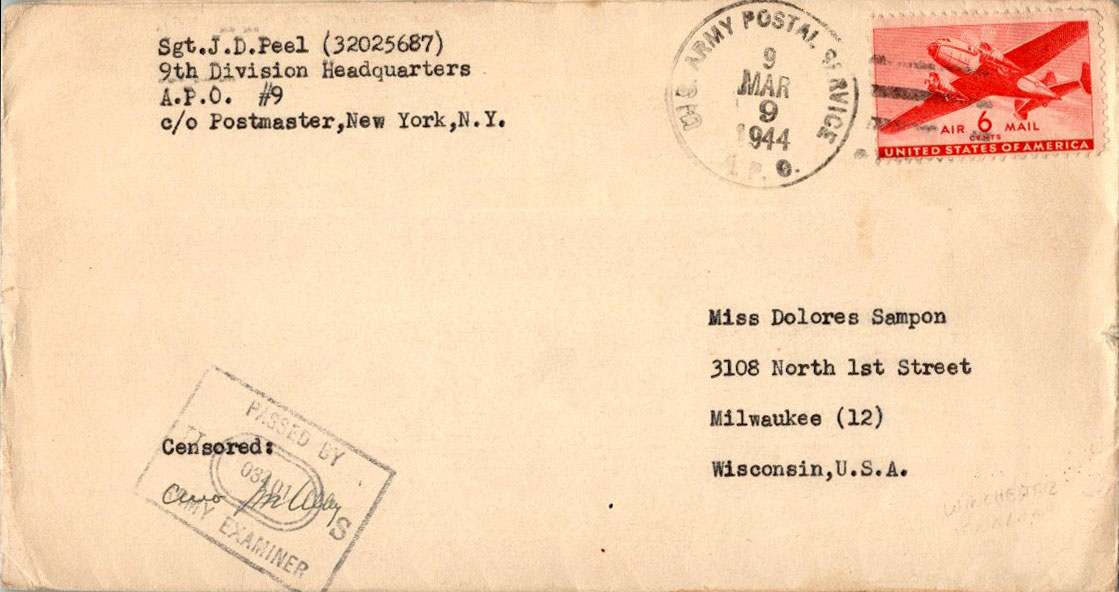 Sgt.J.D.Peel (32025687)
9th Division Headquarters
A.P.O. #9
c/o Postmaster,New York,N.Y.
U.S. ARMY POSTAL SERVICE
9
MAR
9
1944
A.P.O.
AIR 6 MAIL
CENTS
UNITED STATES OF AMERICA
Miss Dolores Sampon
3108 North 1st Street
Milwaukee (12)
Wisconsin,U.S.A.
PASSED BY
Censored:
S
ARMY EXAMINER